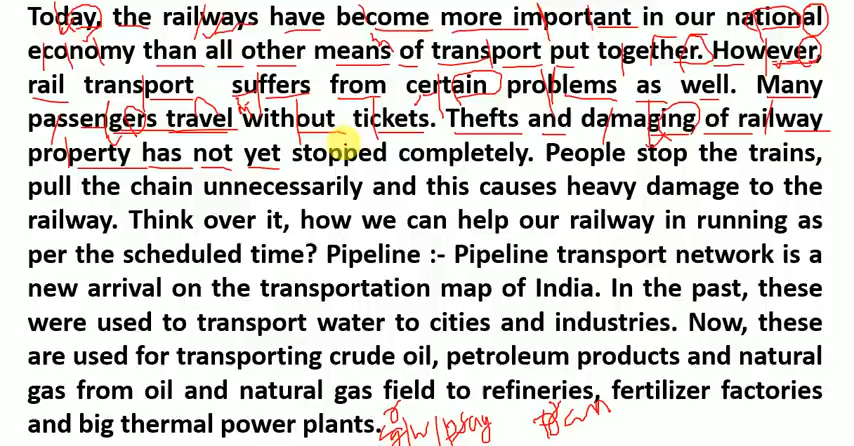 Today, the railways have become more important in our national
economy than all other means of transport put together. However,
rail transport suffers from certain problems as well. Many
passengers travel without tickets. Thefts and damaging of railway
property has not yet stopped completely. People stop the trains,
pull the chain unnecessarily and this causes heavy damage to the
railway. Think over it, how we can help our railway in running as
per the scheduled time? Pipeline :- Pipeline transport network is a
new arrival on the transportation map of India. In the past, these
were used to transport water to cities and industries. Now, these
are used for transporting crude oil, petroleum products and natural
gas from oil and natural gas field to refineries, fertilizer factories
and big thermal power plants.